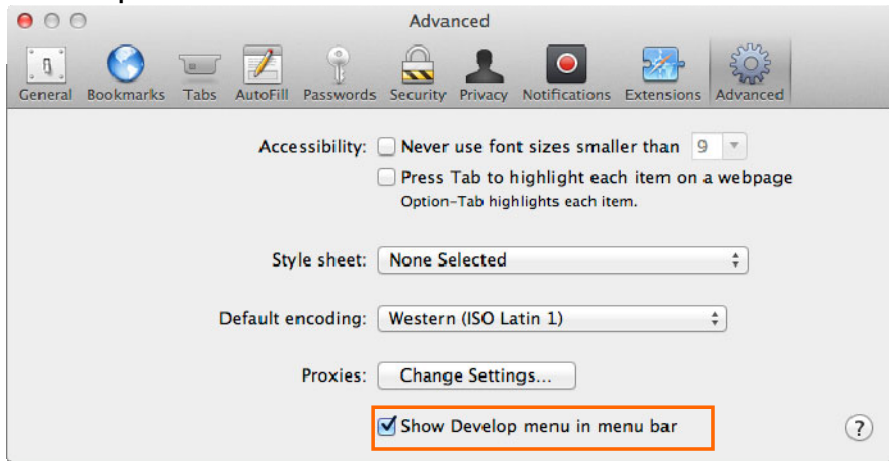 Advanced
General Bookmarks Tabs AutoFill Passwords Security Privacy Notifications Extensions Advanced
Accessibility: Never use font sizes smaller than 9
Press Tab to highlight each item on a webpage
Option-Tab highlights each item.
Style sheet: None Selected
Default encoding: Western (ISO Latin 1)
Proxies: Change Settings...
Show Develop menu in menu bar ?